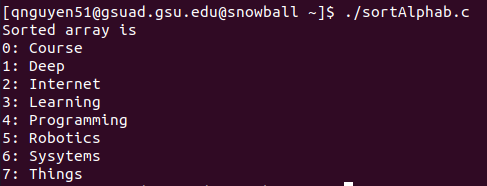 [qnguyen51@gsuad.gsu.edu@snowball ~]$ ./sortAlphab.c
Sorted array is
0: Course
1: Deep
2: Internet
3: Learning
4: Programming
5: Robotics
6: Sysytems
7: Things